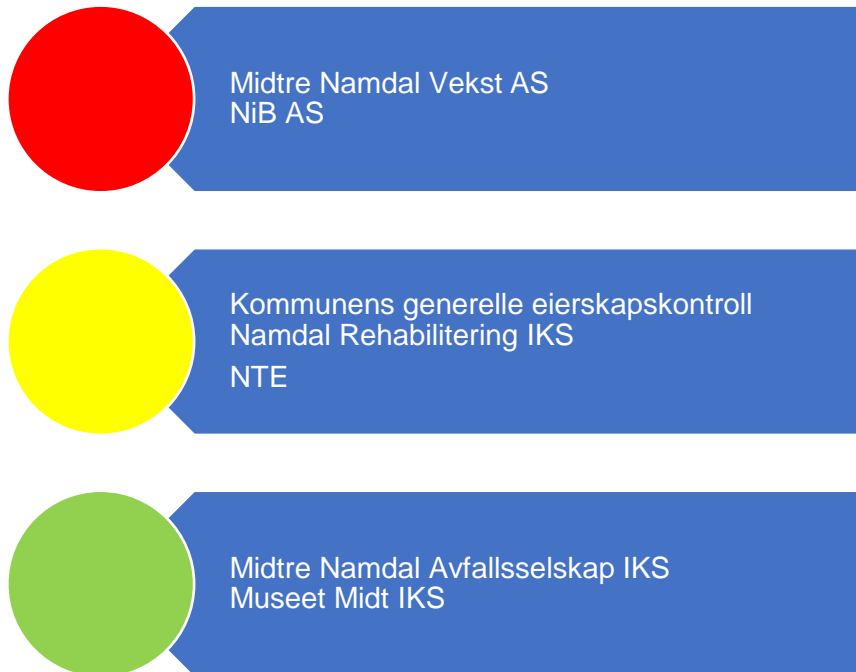 Midtre Namdal Vekst AS
NiB AS
Kommunens generelle eierskapskontroll
Namdal Rehabilitering IKS
NTE
Midtre Namdal Avfallsselskap IKS
Museet Midt IKS